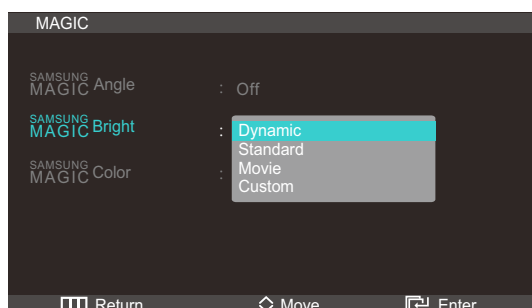 MAGIC
SAMSUNG MAGIC Angle : Off
SAMSUNG MAGIC Bright : Dynamic
Standard
Movie
Custom
SAMSUNG MAGIC Color :
Return Move Enter